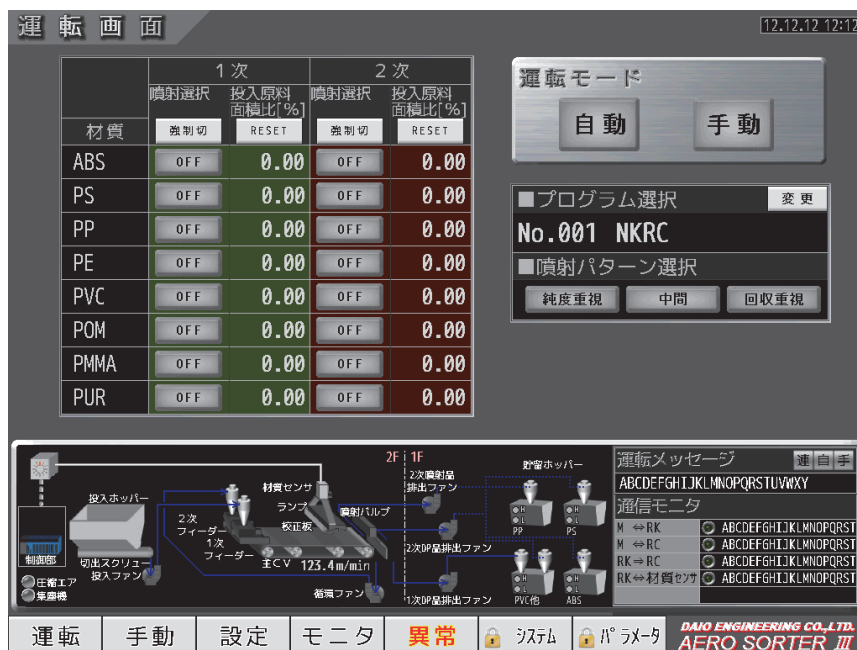 運転画面
12.12.12 12:12
1次 2次
噴射選択 投入原料 噴射選択 投入原料
面積比[%] 面積比[%]
材質 強制切 RESET 強制切 RESET
ABS OFF 0.00 OFF 0.00
PS OFF 0.00 OFF 0.00
PP OFF 0.00 OFF 0.00
PE OFF 0.00 OFF 0.00
PVC OFF 0.00 OFF 0.00
POM OFF 0.00 OFF 0.00
PMMA OFF 0.00 OFF 0.00
PUR OFF 0.00 OFF 0.00
運転モード
自動 手動
■プログラム選択 変更
No.001 NKRC
■噴射パターン選択
純度重視 中間 回収重視
2F 1F
投入ホッパー
制御部
切出スクリュー
投入ファン
圧縮エア
集塵機
2次
フィーダー
1次
フィーダー
材質センサ
ランプ
校正板
噴射バルブ
主CV 123.4m/min
循環ファン
2次噴射品
排出ファン
2次DP品排出ファン
1次DP品排出ファン
貯留ホッパー
H H
L L
PP PS
H H
L L
PVC他 ABS
運転メッセージ 連 自 手
ABCDEFGHIJKLMNOPQRSTUVWXY
通信モニタ
M ⇔RK ABCDEFGHIJKLMNOPQRST
M ⇔RC ABCDEFGHIJKLMNOPQRST
RK⇔RC ABCDEFGHIJKLMNOPQRST
RK⇔材質センサ ABCDEFGHIJKLMNOPQRST
運転 手動 設定 モニタ 異常 システム パラメータ
DAIO ENGINEERING CO.,LTD.
AERO SORTER III